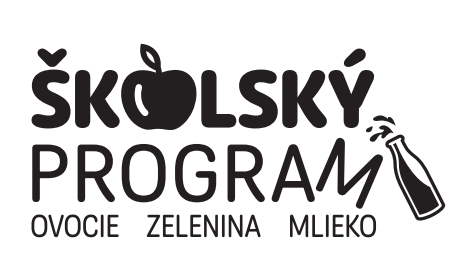 ŠKOLSKÝ
PROGRAM
OVOCIE ZELENINA MLIEKO